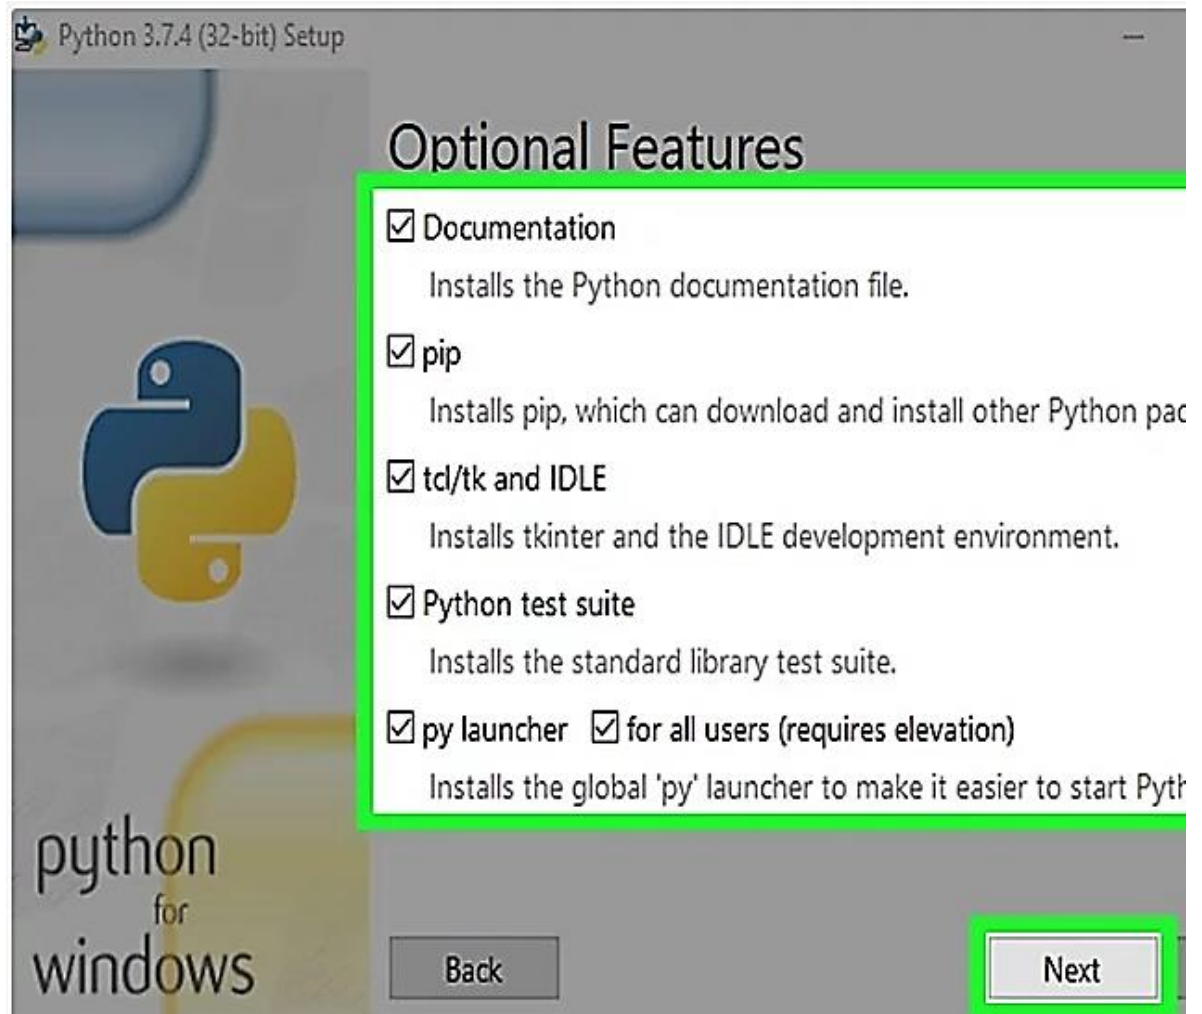 Python 3.7.4 (32-bit) Setup
Optional Features
Documentation
Installs the Python documentation file.
pip
Installs pip, which can download and install other Python pac
tcl/tk and IDLE
Installs tkinter and the IDLE development environment.
Python test suite
Installs the standard library test suite.
py launcher for all users (requires elevation)
Installs the global 'py' launcher to make it easier to start Pyth
python
for
windows
Back Next